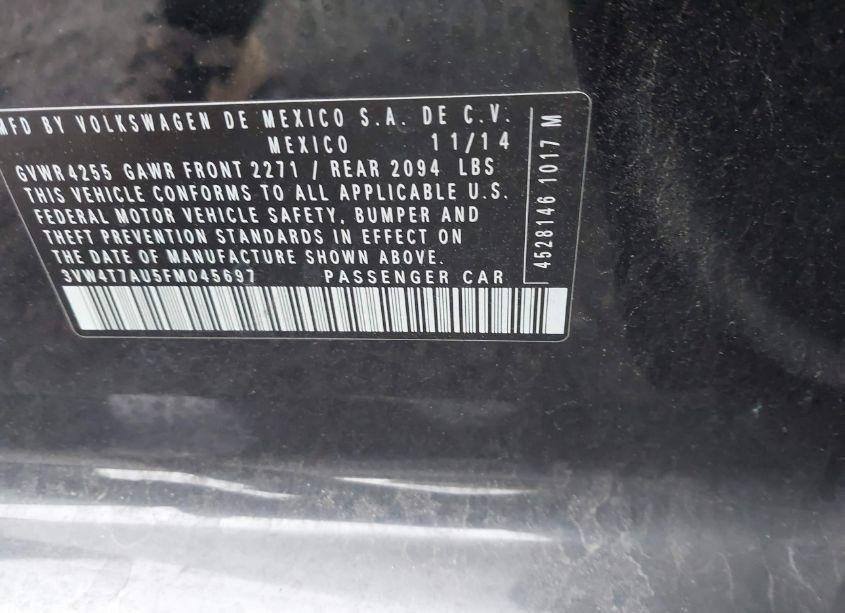 MFD BY VOLKSWAGEN DE MEXICO S.A. DE C.V.
MEXICO 11/14
GVWR 4255 GAWR FRONT 2271 / REAR 2094 LBS
THIS VEHICLE CONFORMS TO ALL APPLICABLE U.S.
FEDERAL MOTOR VEHICLE SAFETY, BUMPER AND
THEFT PREVENTION STANDARDS IN EFFECT ON
THE DATE OF MANUFACTURE SHOWN ABOVE.
3VW4T7AU5FM045697 PASSENGER CAR
4528146 1017 M